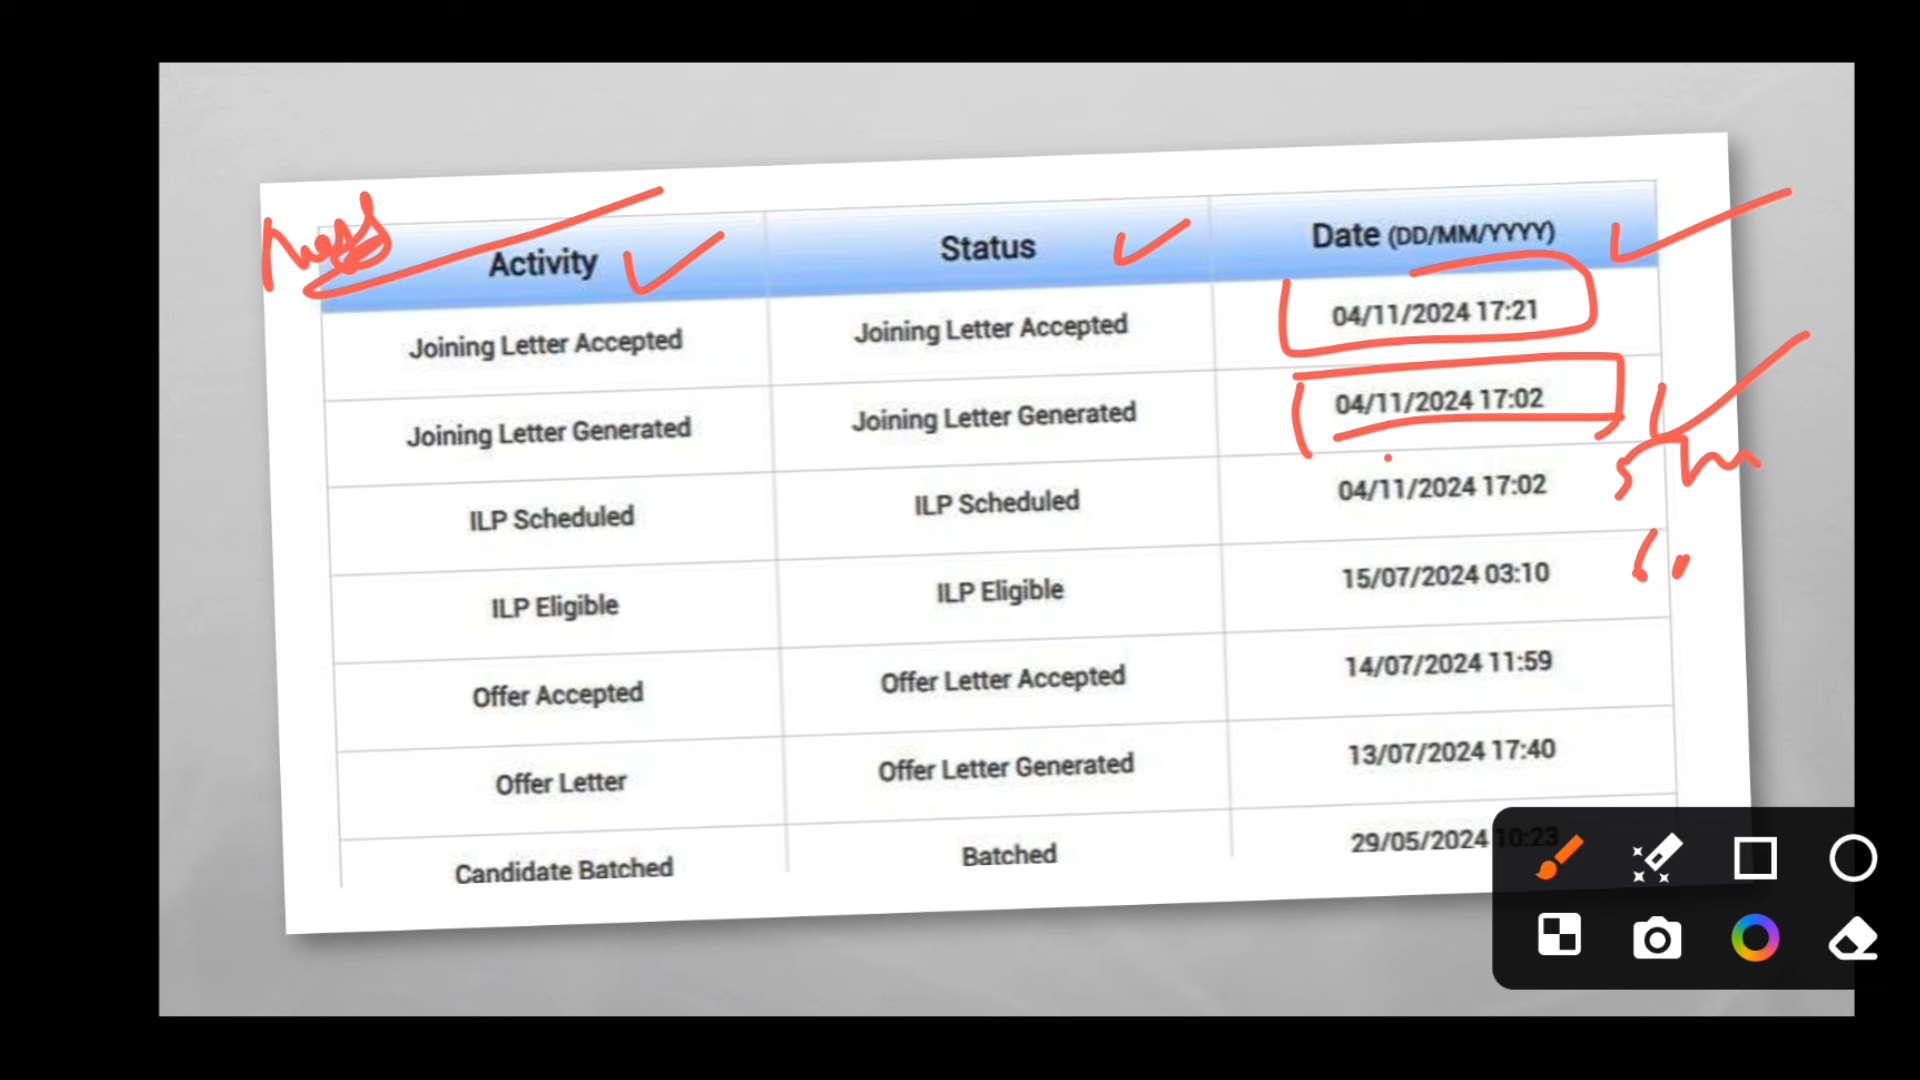 Activity Status Date (DD/MM/YYYY)
Joining Letter Accepted Joining Letter Accepted 04/11/2024 17:21
Joining Letter Generated Joining Letter Generated 04/11/2024 17:02
ILP Scheduled ILP Scheduled 04/11/2024 17:02
ILP Eligible ILP Eligible 15/07/2024 03:10
Offer Accepted Offer Letter Accepted 14/07/2024 11:59
Offer Letter Offer Letter Generated 13/07/2024 17:40
Candidate Batched Batched 29/05/2024 10:23